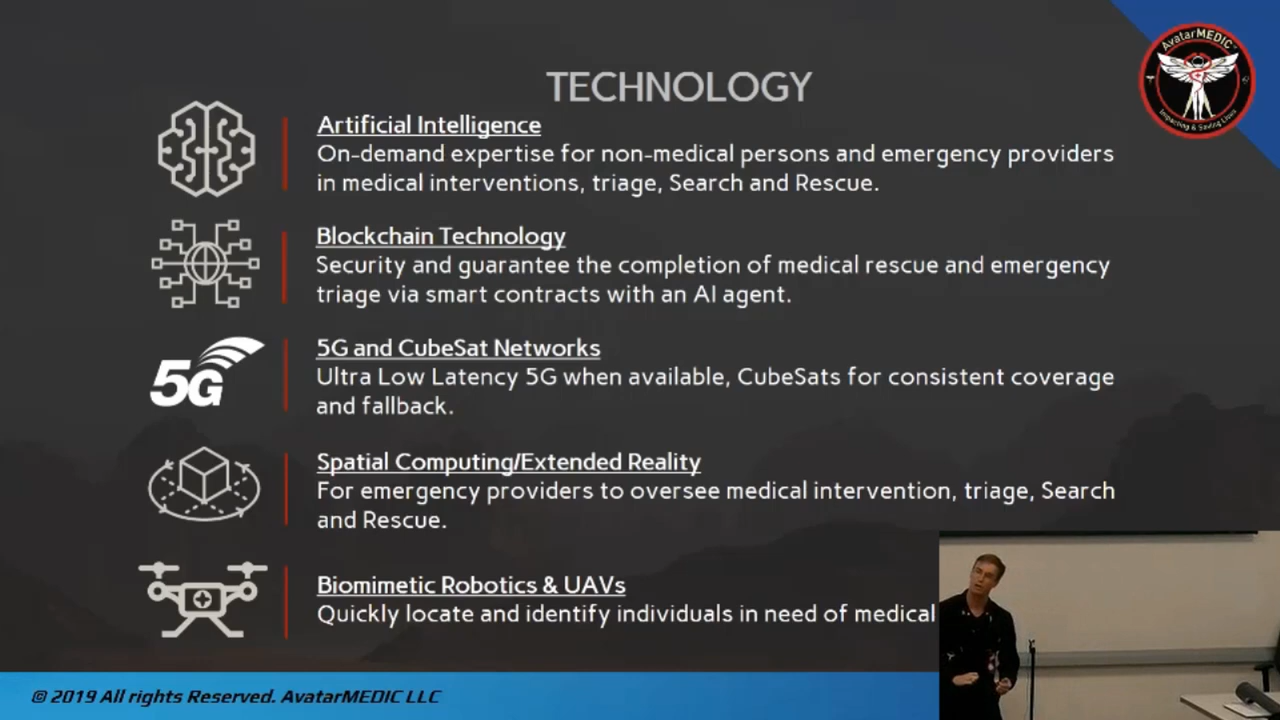 TECHNOLOGY
AvatarMEDIC
Impacting & Saving Lives
Artificial Intelligence
On-demand expertise for non-medical persons and emergency providers
in medical interventions, triage, Search and Rescue.
Blockchain Technology
Security and guarantee the completion of medical rescue and emergency
triage via smart contracts with an AI agent.
5G
5G and CubeSat Networks
Ultra Low Latency 5G when available, CubeSats for consistent coverage
and fallback.
Spatial Computing/Extended Reality
For emergency providers to oversee medical intervention, triage, Search
and Rescue.
Biomimetic Robotics & UAVs
Quickly locate and identify individuals in need of medical
© 2019 All rights Reserved. AvatarMEDIC LLC